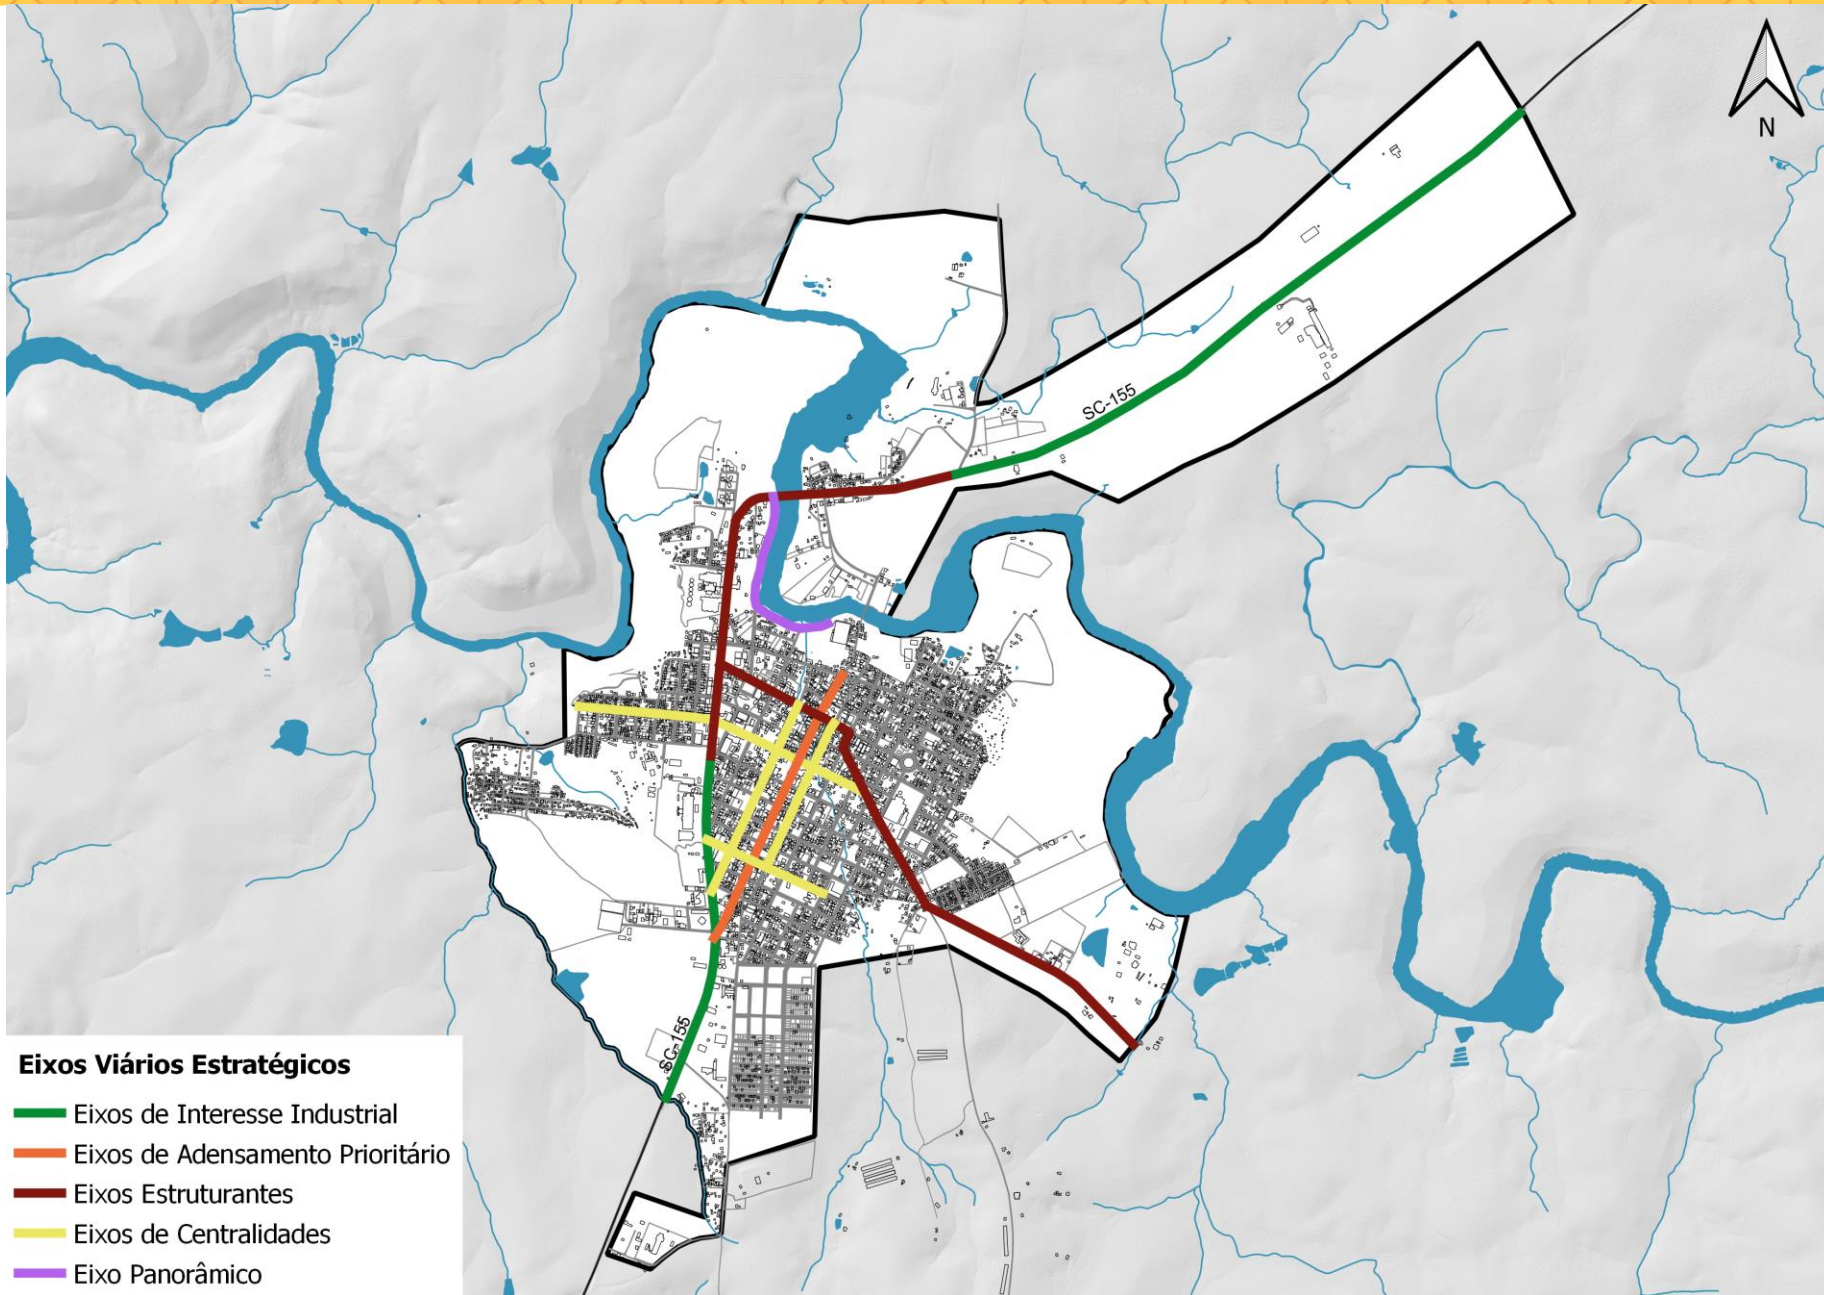 N
SC-155
SC-155
Eixos Viários Estratégicos
Eixos de Interesse Industrial
Eixos de Adensamento Prioritário
Eixos Estruturantes
Eixos de Centralidades
Eixo Panorâmico